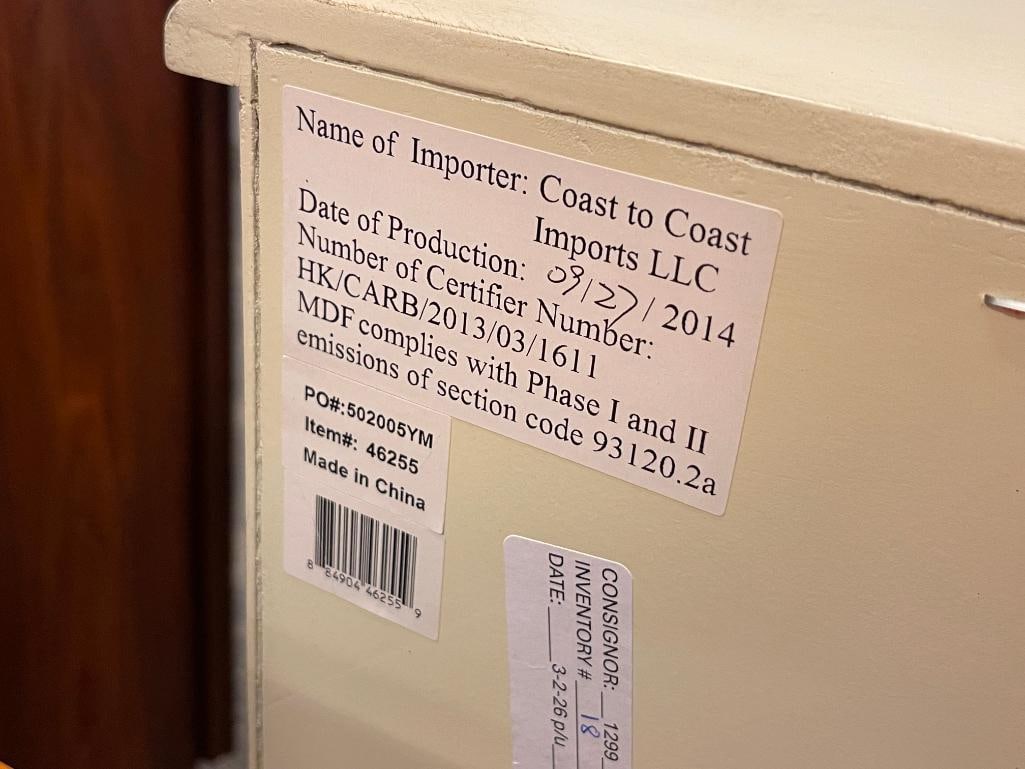 Name of Importer: Coast to Coast
Imports LLC
Date of Production: 09/27/2014
Number of Certifier Number:
HK/CARB/2013/03/1611
MDF complies with Phase I and II
emissions of section code 93120.2a
PO#:502005YM
Item#: 46255
Made in China
8 84904 46255 9
CONSIGNOR: 1299
INVENTORY # 18
DATE: 3-2-26 p/u